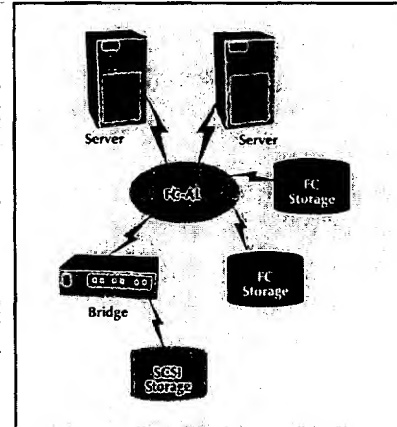 Server
Server
FC-AL
FC
Storage
FC
Storage
Bridge
SCSI
Storage